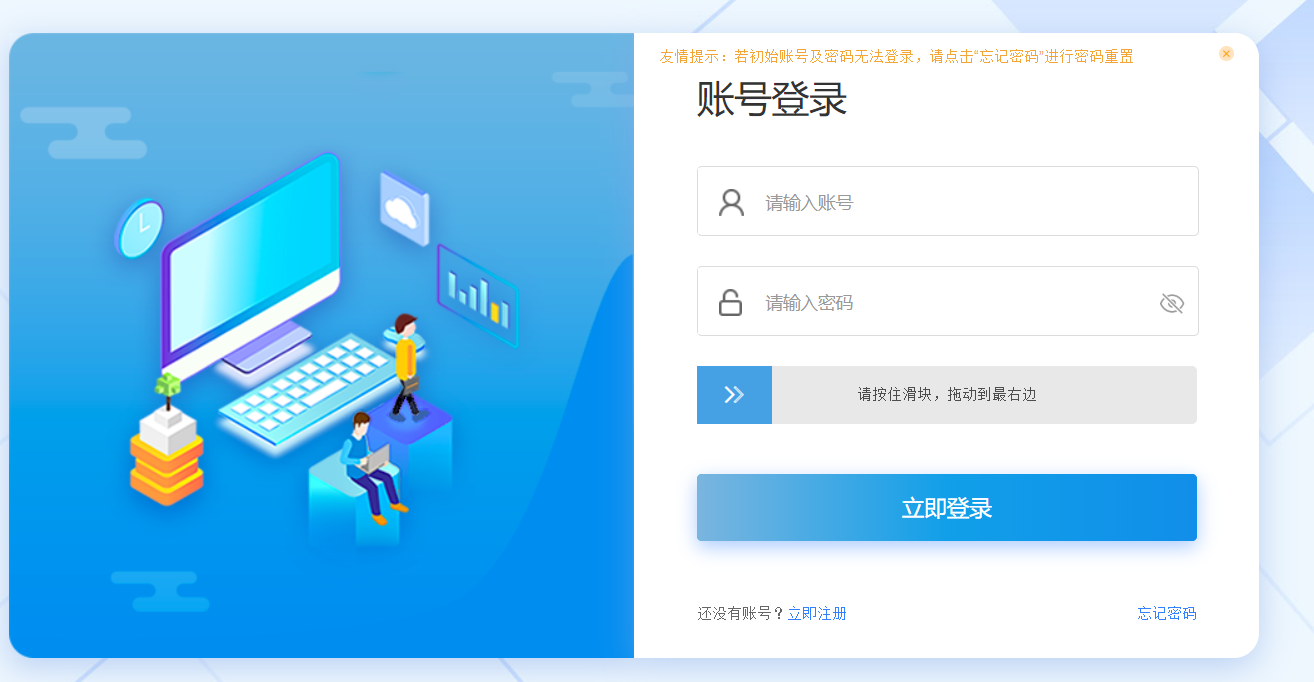 友情提示：若初始账号及密码无法登录，请点击“忘记密码”进行密码重置
账号登录
请输入账号
请输入密码
请按住滑块，拖动到最右边
立即登录
还没有账号？立即注册
忘记密码